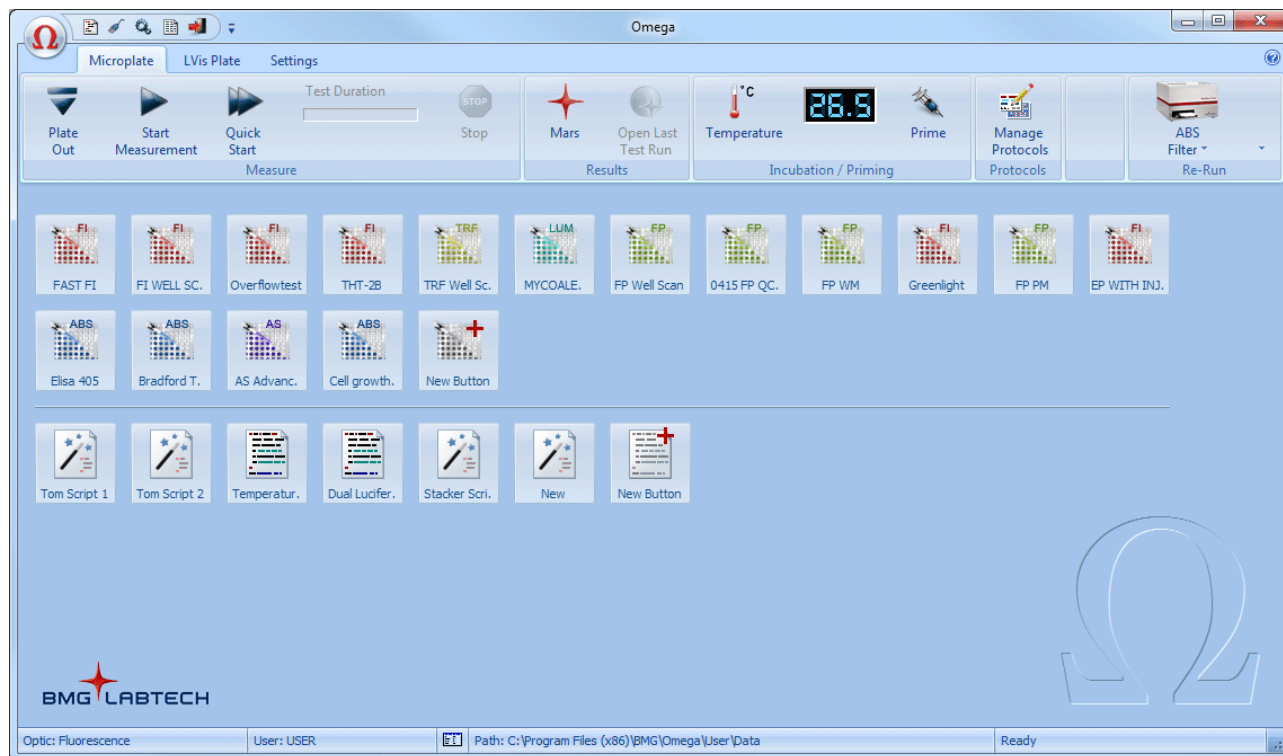 Omega
Microplate LVis Plate Settings
Plate Out
Start Measurement
Quick Start
Test Duration
STOP
Stop
Measure
Mars
Open Last Test Run
Results
°C
Temperature
26.5
Prime
Incubation / Priming
Manage Protocols
Protocols
ABS Filter
Re-Run
FI FI FI FI TRF LUM FP FP FP FI FP FI
FAST FI FI WELL SC. Overflowtest THT-2B TRF Well Sc. MYCOALE. FP Well Scan 0415 FP QC. FP WM Greenlight FP PM EP WITH INJ.
ABS ABS AS ABS
Elisa 405 Bradford T. AS Advanc. Cell growth. New Button
Tom Script 1 Tom Script 2 Temperatur. Dual Lucifer. Stacker Scri. New New Button
Ω
BMG LABTECH
Optic: Fluorescence User: USER Path: C:\Program Files (x86)\BMG\Omega\User\Data Ready